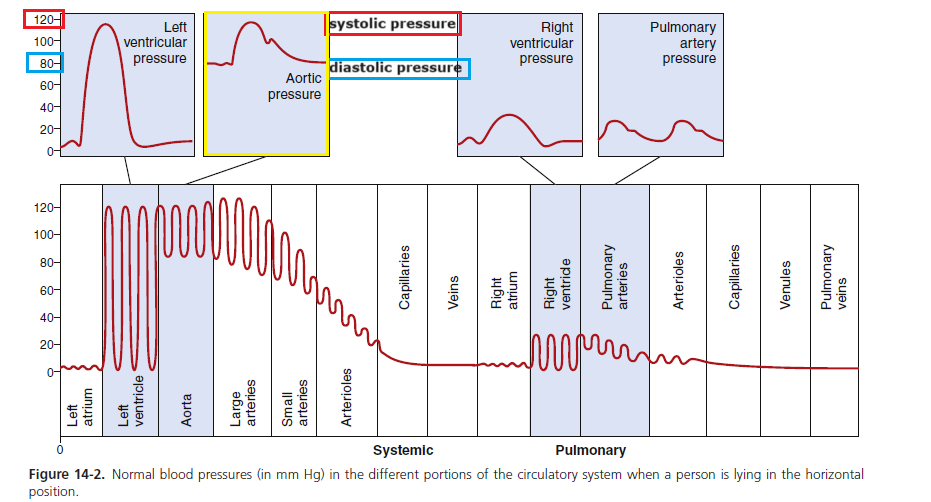 120
100
80
60
40
20
0
Left
ventricular
pressure
Aortic
pressure
systolic pressure
diastolic pressure
Right
ventricular
pressure
Pulmonary
artery
pressure
120
100
80
60
40
20
0
Left
atrium
Left
ventricle
Aorta
Large
arteries
Small
arteries
Arterioles
Capillaries
Veins
Right
atrium
Right
ventricide
Pulmonary
arteries
Arterioles
Capillaries
Venules
Pulmonary
veins
0
Systemic
Pulmonary
Figure 14-2. Normal blood pressures (in mm Hg) in the different portions of the circulatory system when a person is lying in the horizontal
position.